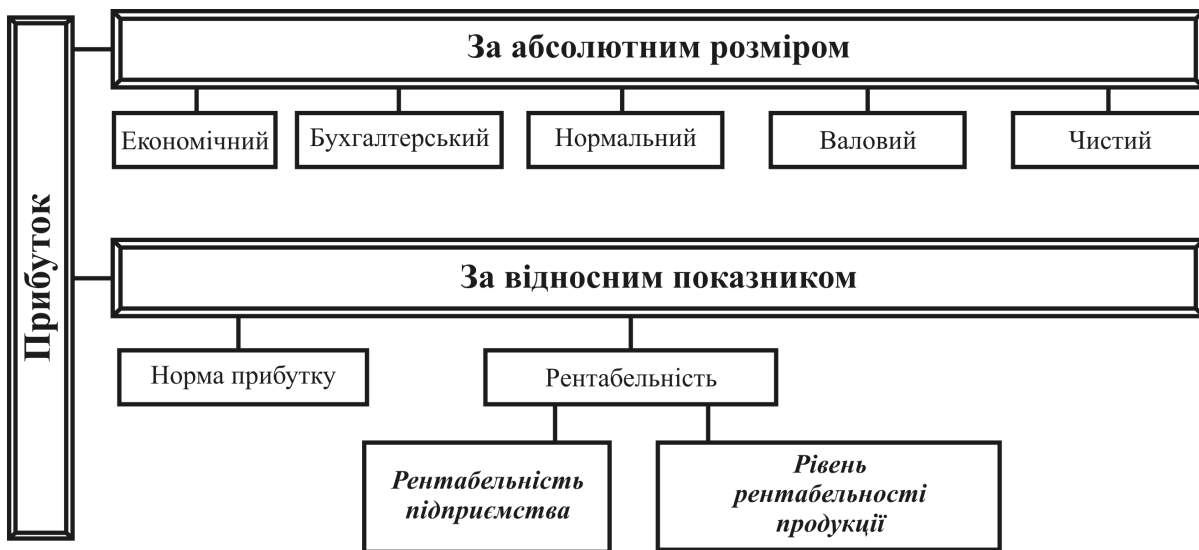 Прибуток
За абсолютним розміром
Економічний
Бухгалтерський
Нормальний
Валовий
Чистий
За відносним показником
Норма прибутку
Рентабельність
Рентабельність
підприємства
Рівень
рентабельності
продукції